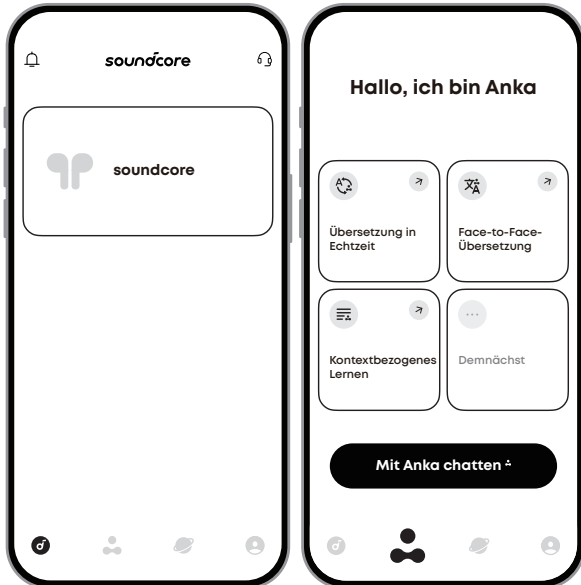 soundcore
soundcore
Hallo, ich bin Anka
Übersetzung in
Echtzeit
Face-to-Face-
Übersetzung
Kontextbezogenes
Lernen
Demnächst
Mit Anka chatten